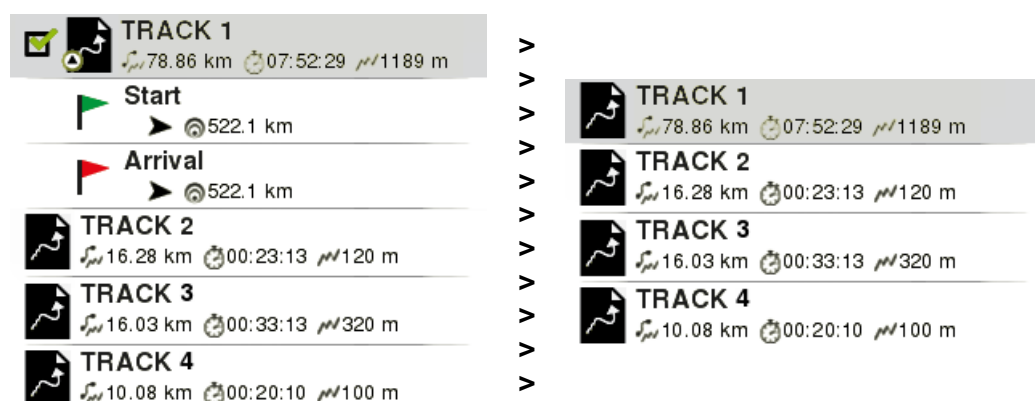 TRACK 1
78.86 km 07:52:29 1189 m
Start
522.1 km
Arrival
522.1 km
TRACK 2
16.28 km 00:23:13 120 m
TRACK 3
16.03 km 00:33:13 320 m
TRACK 4
10.08 km 00:20:10 100 m
>
>
>
>
>
>
>
>
>
>
>
TRACK 1
78.86 km 07:52:29 1189 m
TRACK 2
16.28 km 00:23:13 120 m
TRACK 3
16.03 km 00:33:13 320 m
TRACK 4
10.08 km 00:20:10 100 m